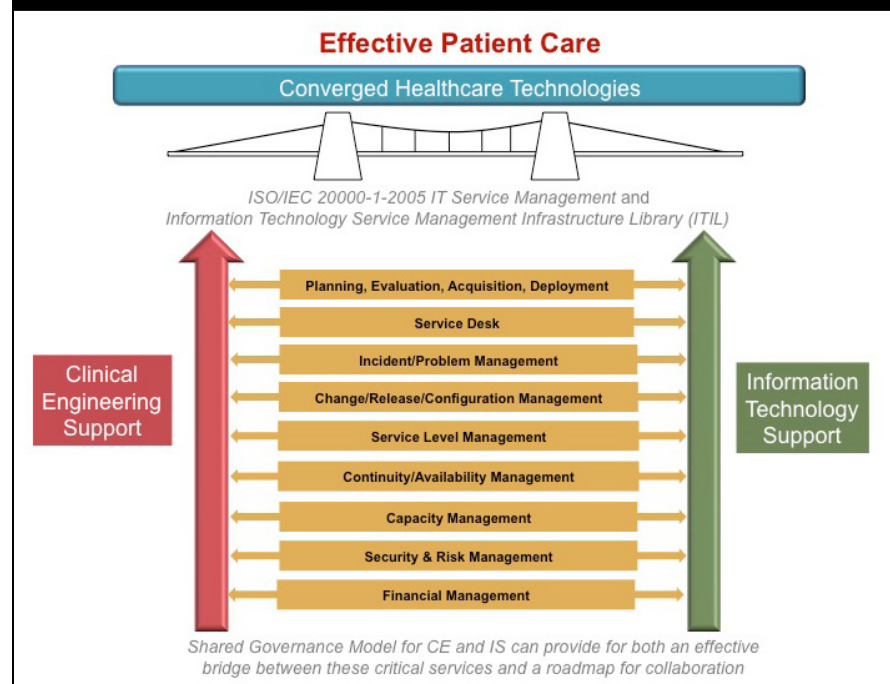 Effective Patient Care
Converged Healthcare Technologies
ISO/IEC 20000-1-2005 IT Service Management and
Information Technology Service Management Infrastructure Library (ITIL)
Planning, Evaluation, Acquisition, Deployment
Service Desk
Incident/Problem Management
Clinical
Engineering
Support
Change/Release/Configuration Management
Information
Technology
Support
Service Level Management
Continuity/Availability Management
Capacity Management
Security & Risk Management
Financial Management
Shared Governance Model for CE and IS can provide for both an effective
bridge between these critical services and a roadmap for collaboration